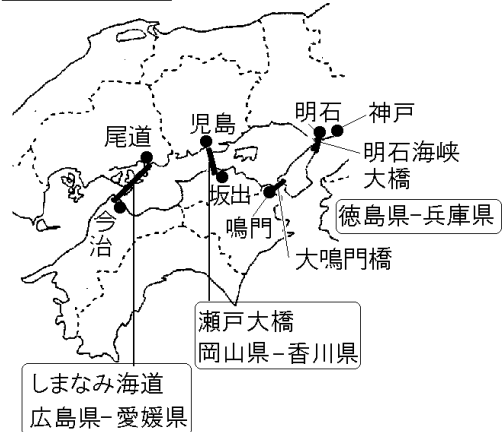 明石
神戸
児島
尾道
明石海峡
大橋
坂出
徳島県−兵庫県
今治
鳴門
大鳴門橋
瀬戸大橋
岡山県−香川県
しまなみ海道
広島県−愛媛県